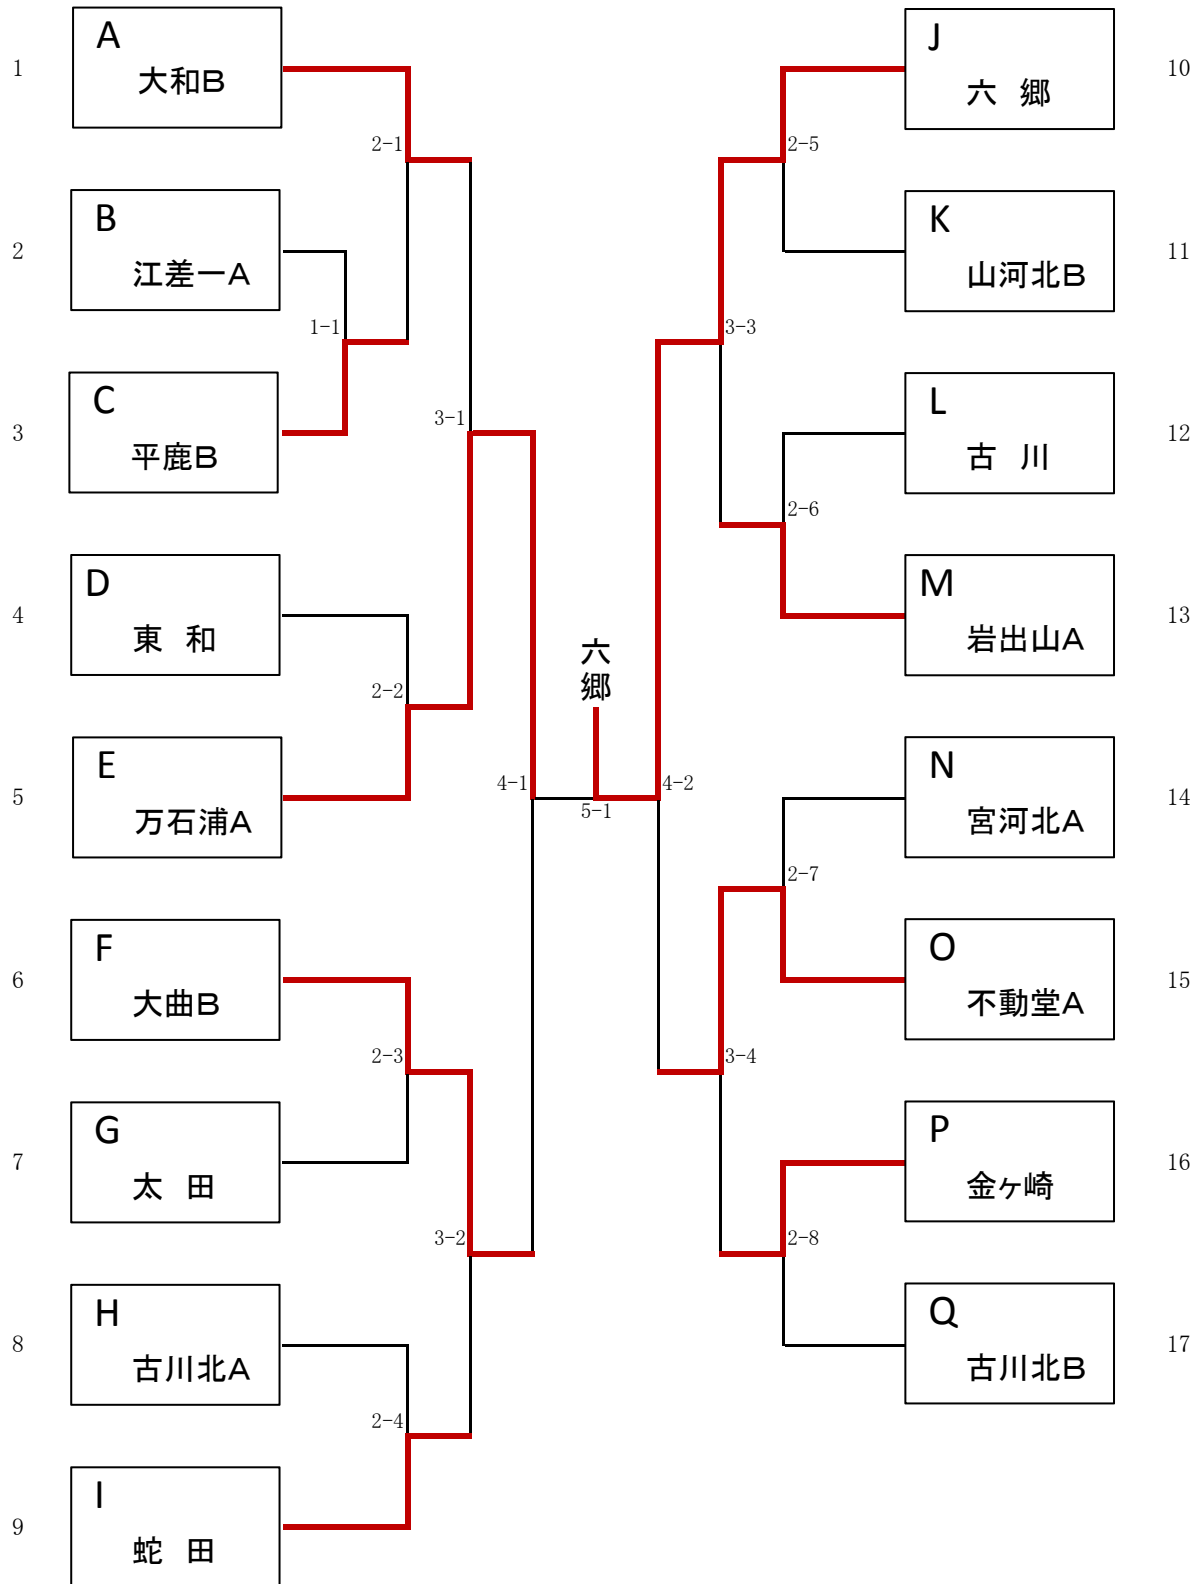 1
A
大和B
2
B
江差一A
3
C
平鹿B
4
D
東 和
5
E
万石浦A
6
F
大曲B
7
G
太 田
8
H
古川北A
9
I
蛇 田
2-1
1-1
3-1
2-2
4-1
2-3
3-2
2-4
六郷
5-1
2-5
3-3
2-6
4-2
2-7
3-4
2-8
J
六 郷
10
K
山河北B
11
L
古 川
12
M
岩出山A
13
N
宮河北A
14
O
不動堂A
15
P
金ヶ崎
16
Q
古川北B
17